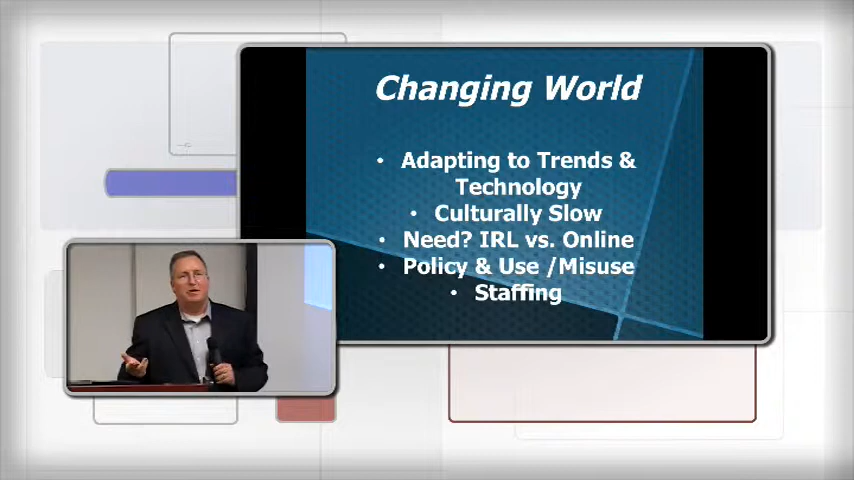 Changing World
• Adapting to Trends &
Technology
• Culturally Slow
• Need? IRL vs. Online
• Policy & Use /Misuse
• Staffing